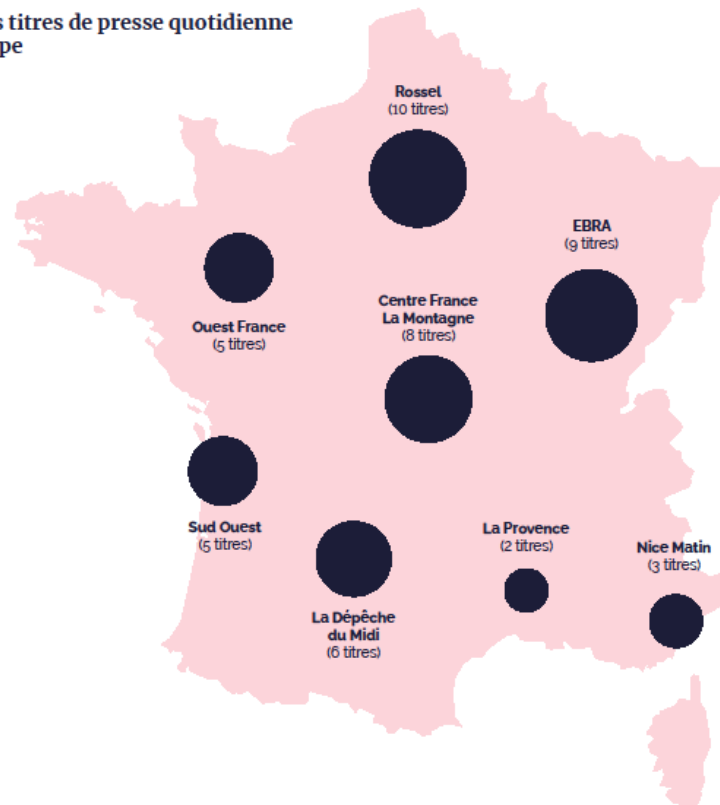 titres de presse quotidienne
Rossel
(10 titres)
EBRA
(9 titres)
Centre France
La Montagne
(8 titres)
Ouest France
(5 titres)
Sud Ouest
(5 titres)
La Provence
(2 titres)
Nice Matin
(3 titres)
La Dépêche
du Midi
(6 titres)